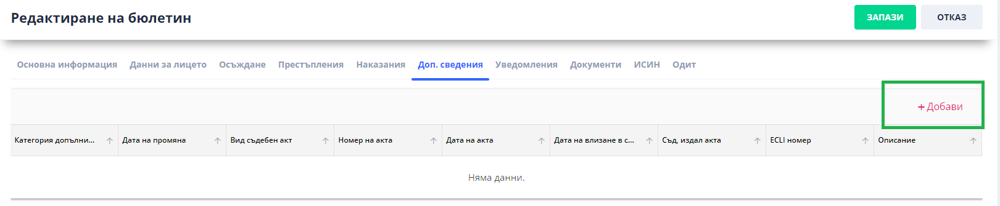 Редактиране на бюлетин
ЗАПАЗИ ОТКАЗ
Основна информация Данни за лицето Осъждане Престъпления Наказания Доп. сведения Уведомления Документи ИСИН Одит
+ Добави
Категория допълни... Дата на промяна Вид съдебен акт Номер на акта Дата на акта Дата на влизане в с... Съд, издал акта ECLI номер Описание
Няма данни.